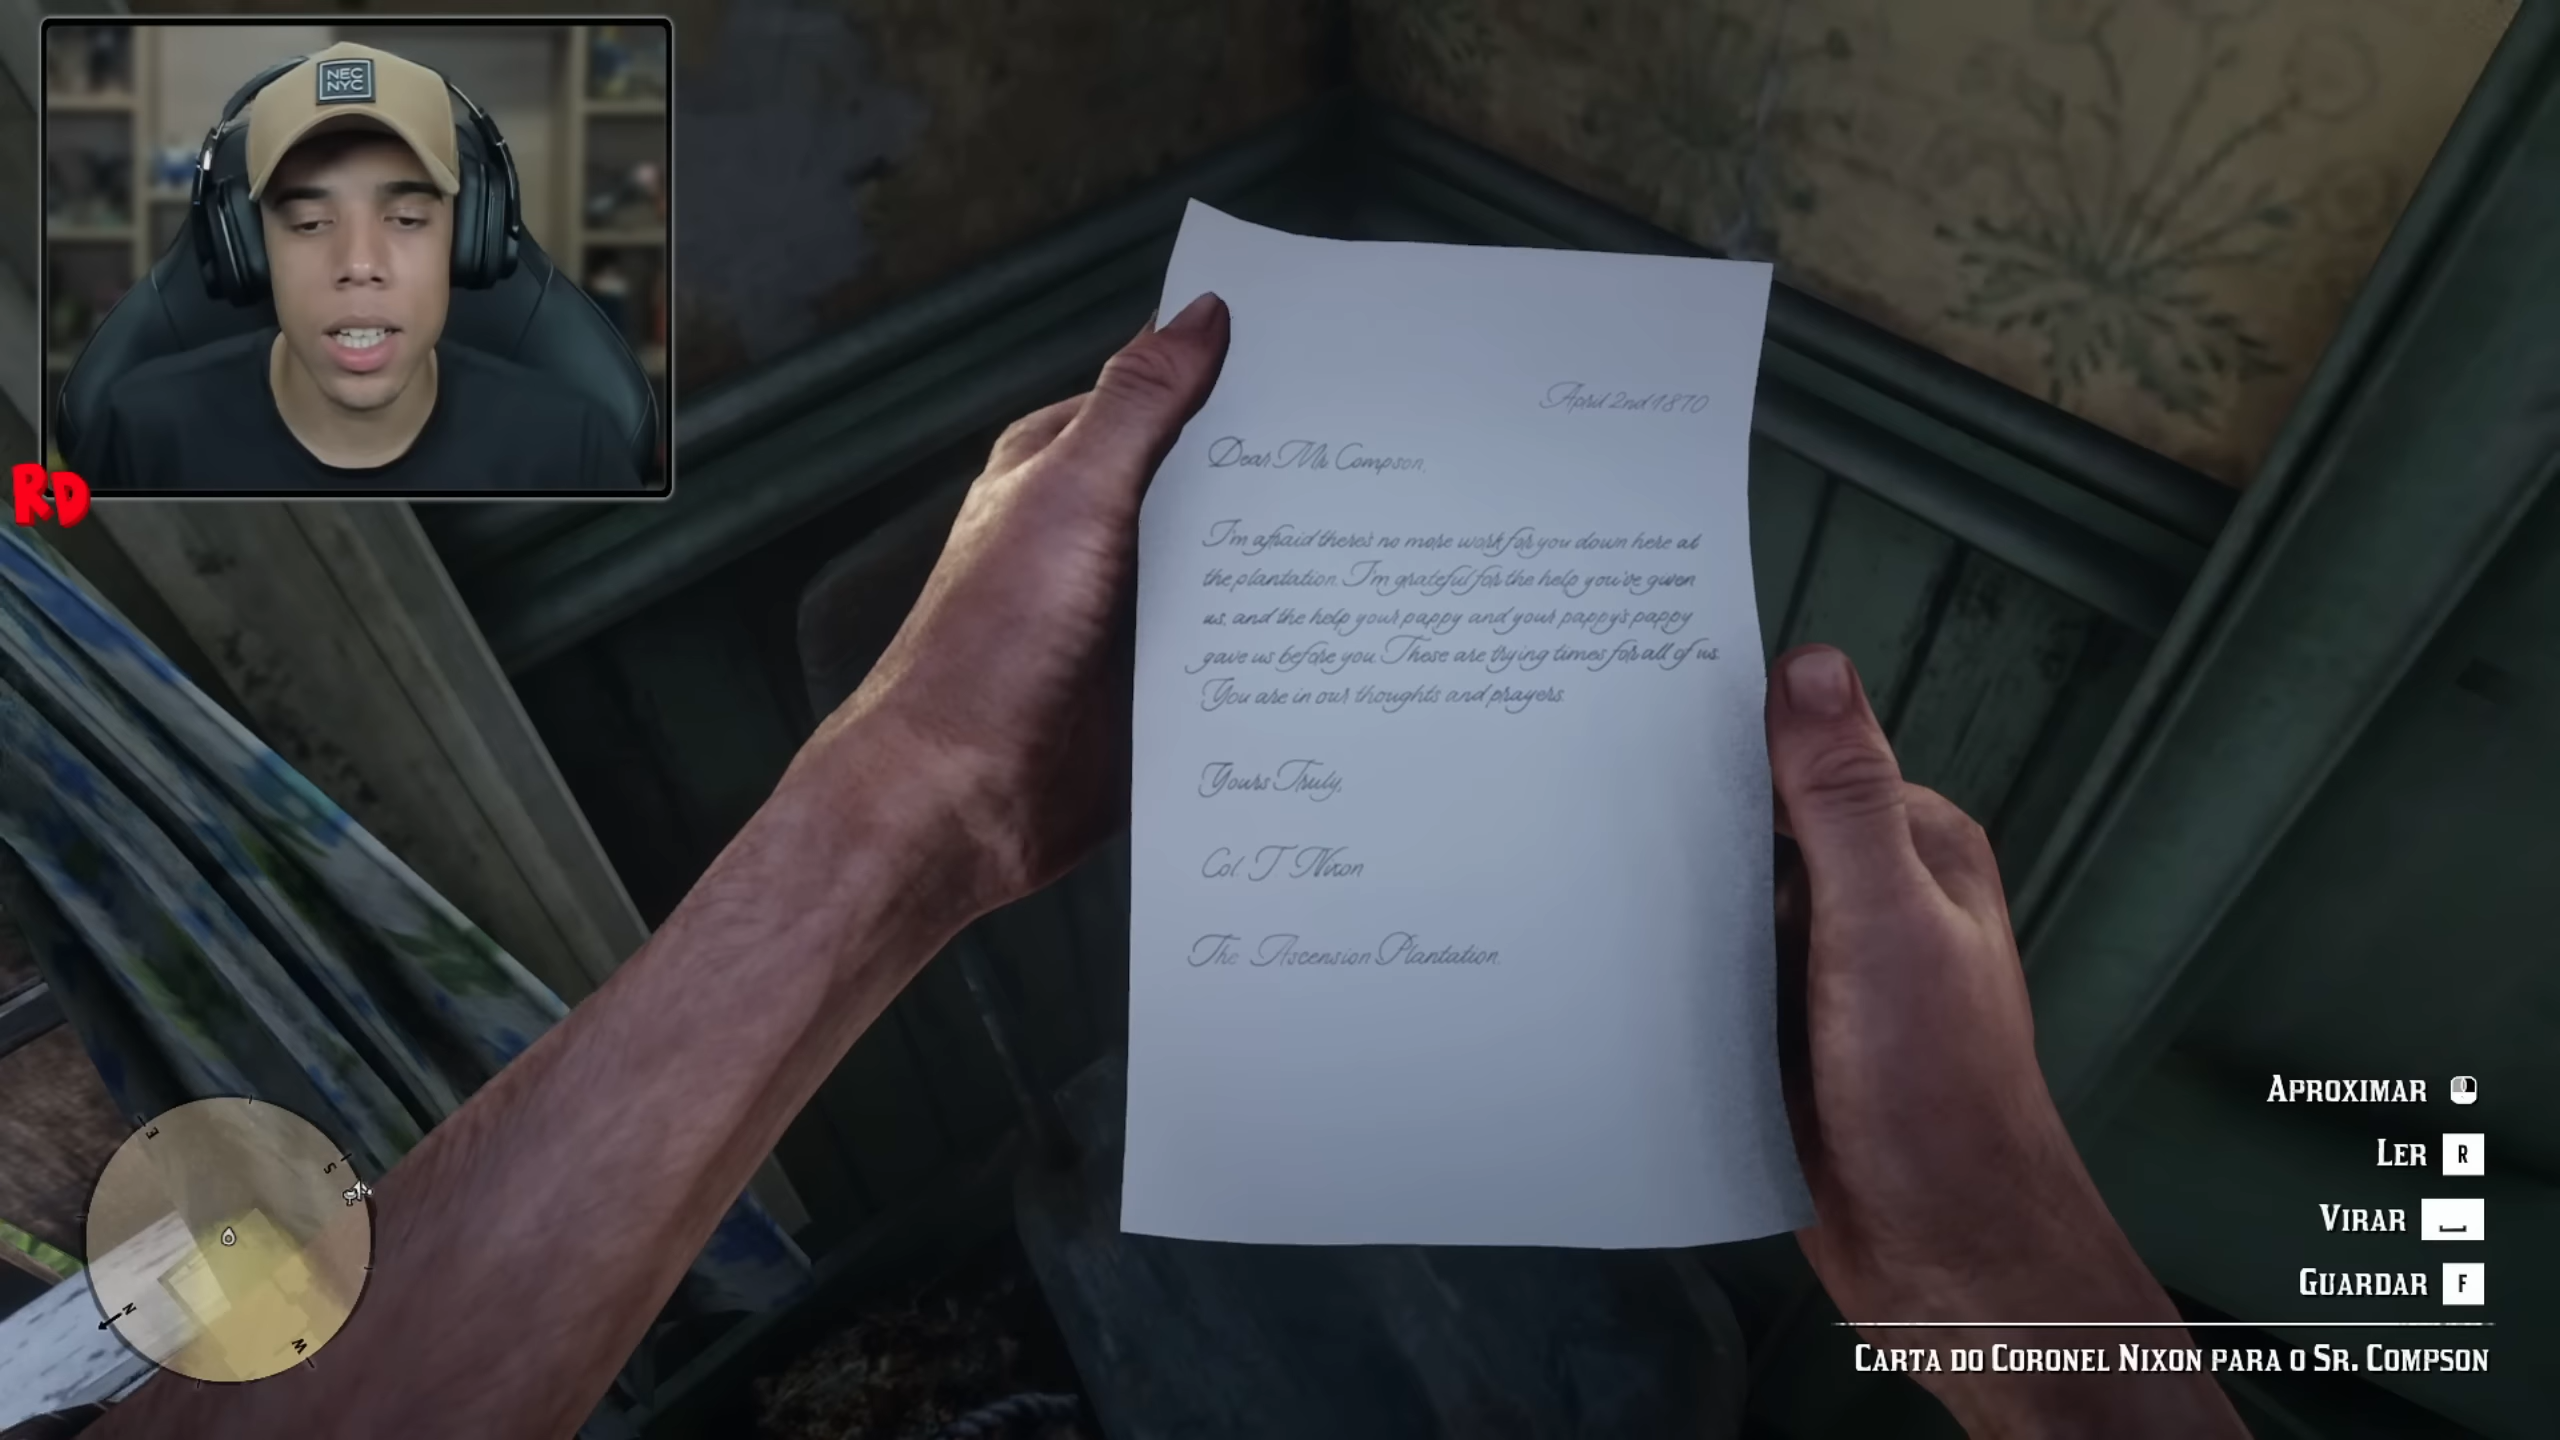 NEC
NYC
RD
April 2nd 1870
Dear Mr Compson,
I'm afraid there's no more work for you down here at
the plantation. I'm grateful for the help you've given
us, and the help your pappy and your pappy's pappy
gave us before you. These are trying times for all of us.
You are in our thoughts and prayers.
Yours Truly,
Col. T. Nixon
The Ascension Plantation.
E
S
N
W
APROXIMAR
LER R
VIRAR
GUARDAR F
CARTA DO CORONEL NIXON PARA O SR. COMPSON